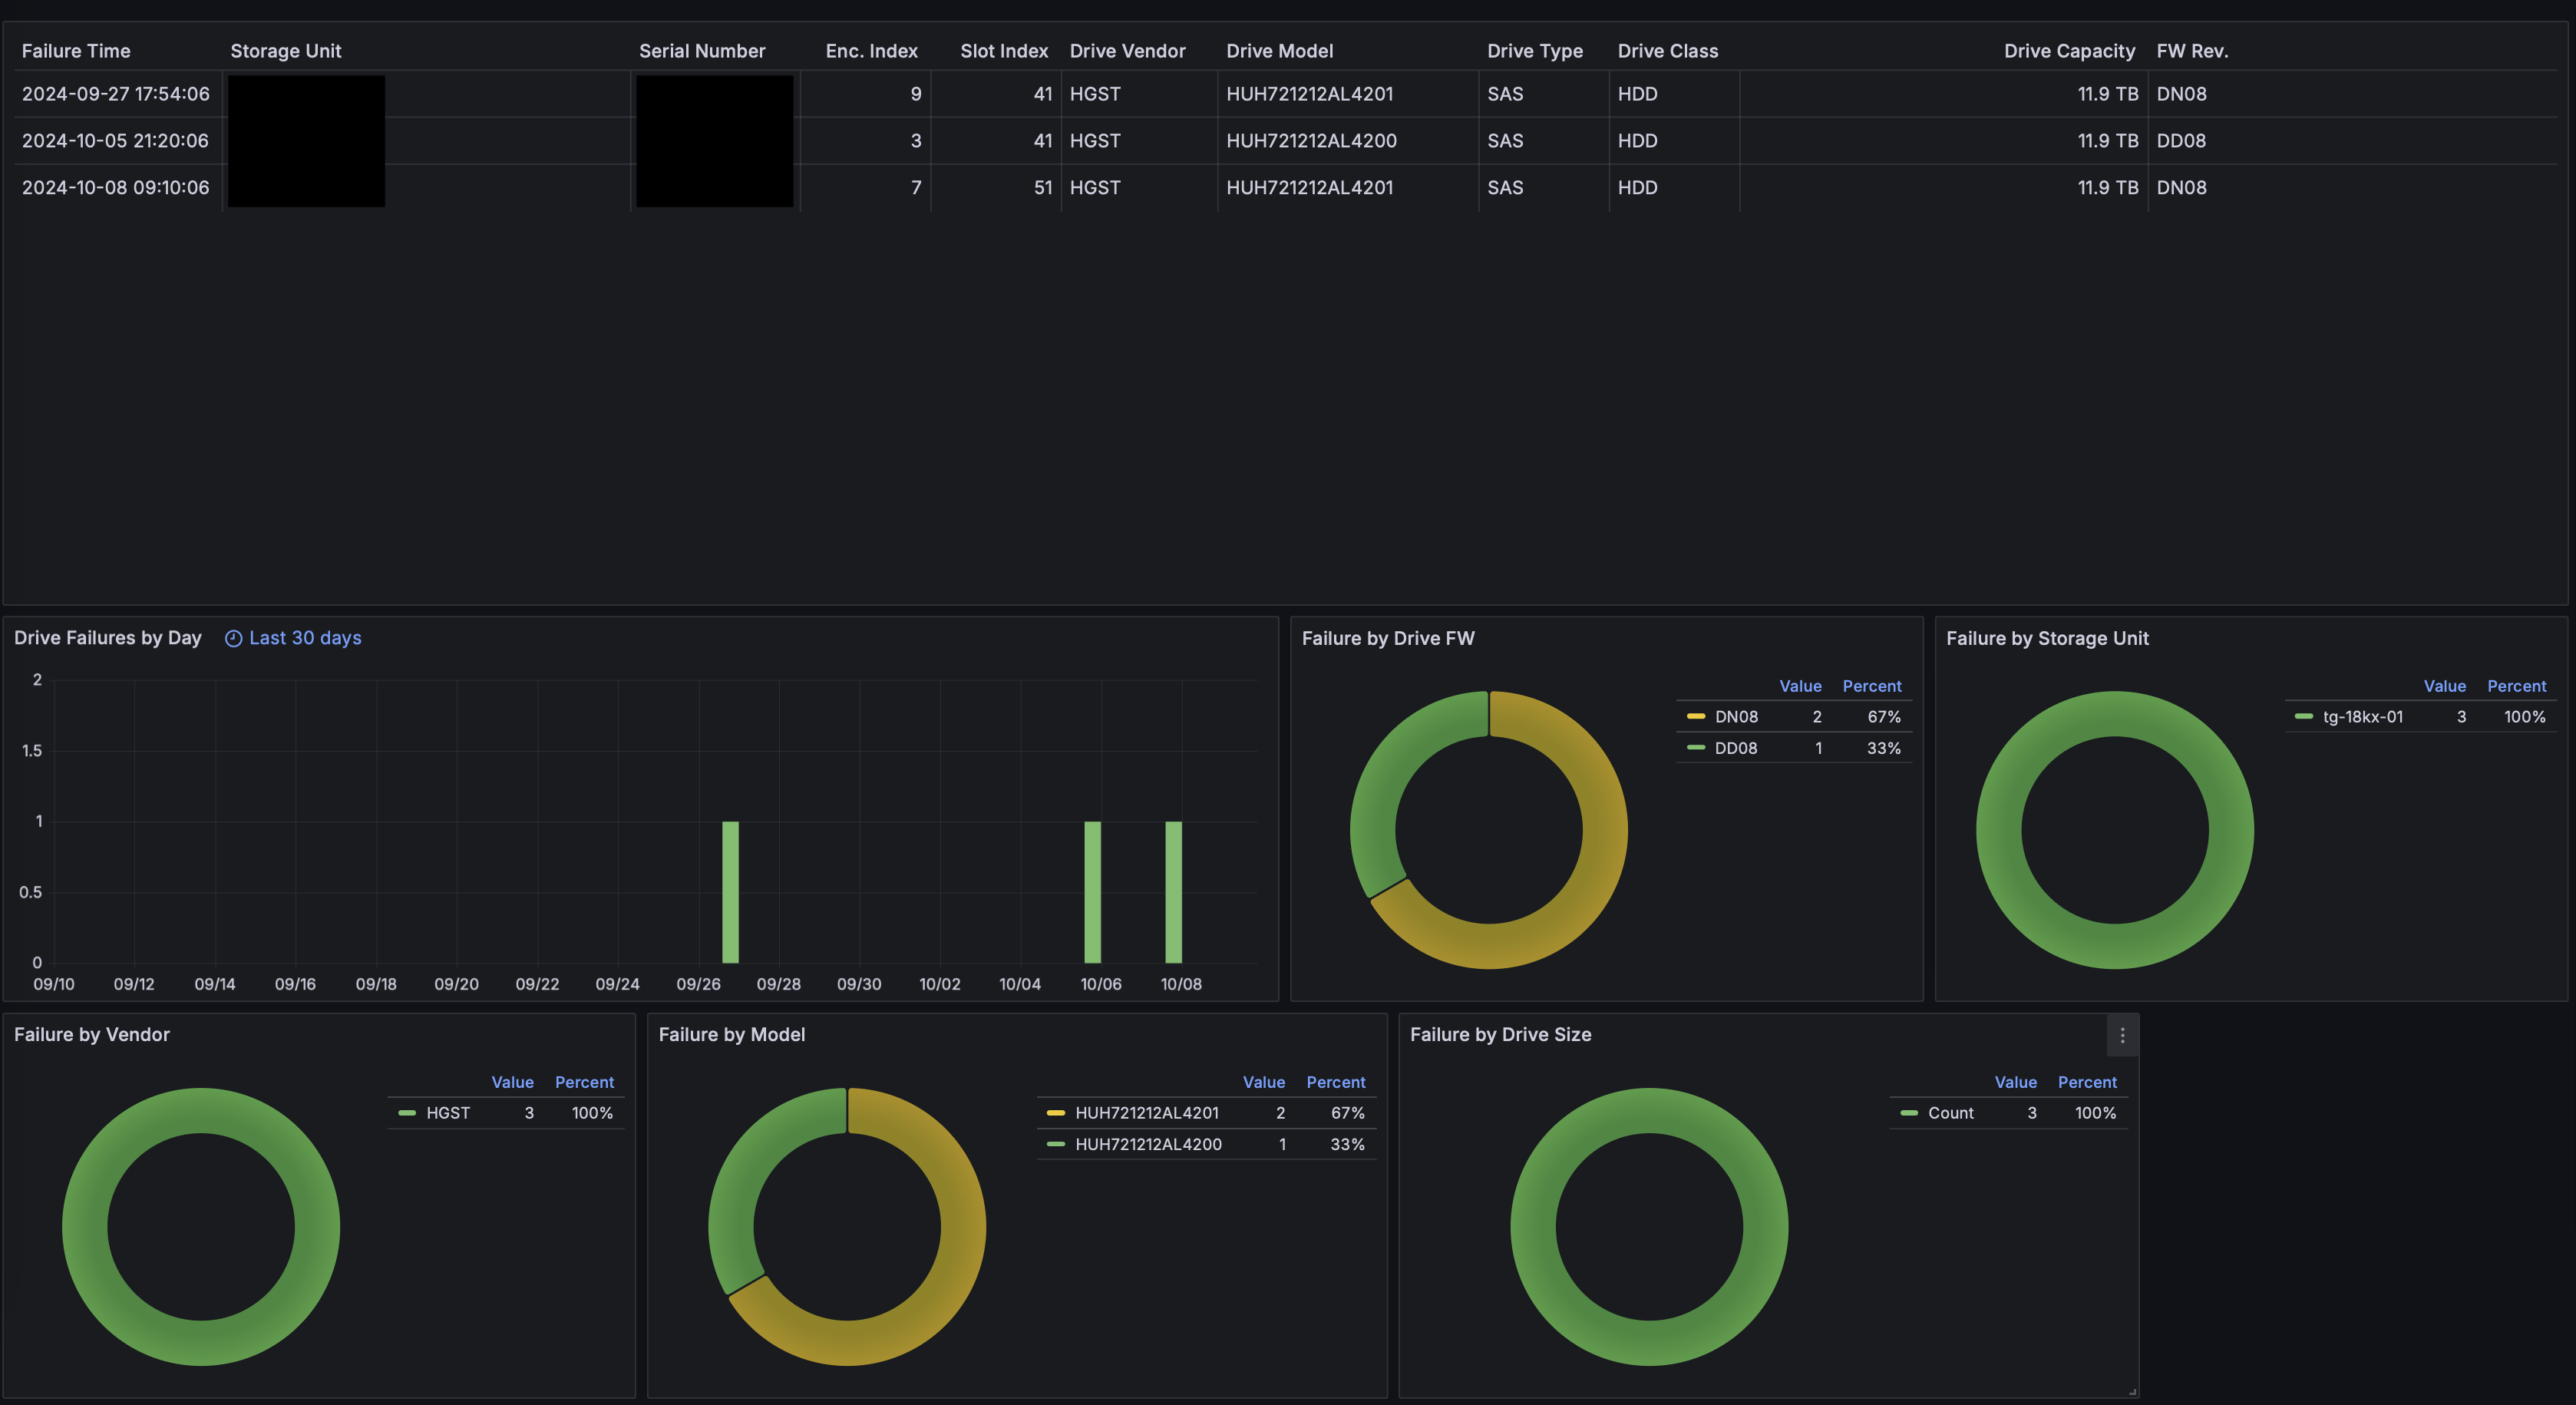 Failure Time Storage Unit Serial Number Enc. Index Slot Index Drive Vendor Drive Model Drive Type Drive Class Drive Capacity FW Rev.
2024-09-27 17:54:06 9 41 HGST HUH721212AL4201 SAS HDD 11.9 TB DN08
2024-10-05 21:20:06 3 41 HGST HUH721212AL4200 SAS HDD 11.9 TB DD08
2024-10-08 09:10:06 7 51 HGST HUH721212AL4201 SAS HDD 11.9 TB DN08
Drive Failures by Day Last 30 days
2
1.5
1
0.5
0
09/10 09/12 09/14 09/16 09/18 09/20 09/22 09/24 09/26 09/28 09/30 10/02 10/04 10/06 10/08
Failure by Drive FW
Value Percent
DN08 2 67%
DD08 1 33%
Failure by Storage Unit
Value Percent
tg-18kx-01 3 100%
Failure by Vendor
Value Percent
HGST 3 100%
Failure by Model
Value Percent
HUH721212AL4201 2 67%
HUH721212AL4200 1 33%
Failure by Drive Size
Value Percent
Count 3 100%